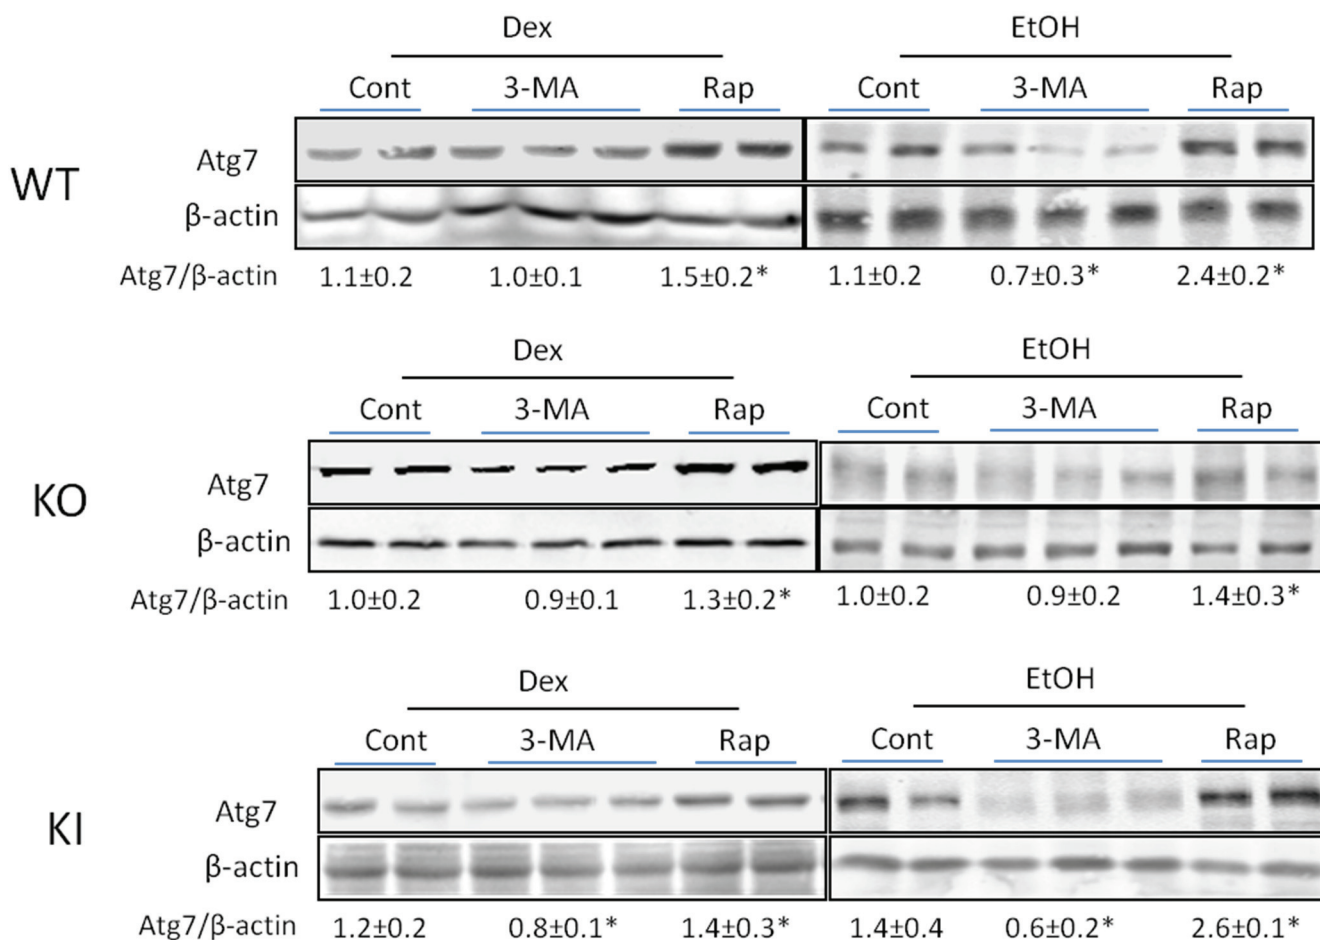 Dex EtOH
Cont 3-MA Rap Cont 3-MA Rap
WT
Atg7
β-actin
Atg7/β-actin 1.1±0.2 1.0±0.1 1.5±0.2* 1.1±0.2 0.7±0.3* 2.4±0.2*
Dex EtOH
Cont 3-MA Rap Cont 3-MA Rap
KO
Atg7
β-actin
Atg7/β-actin 1.0±0.2 0.9±0.1 1.3±0.2* 1.0±0.2 0.9±0.2 1.4±0.3*
Dex EtOH
Cont 3-MA Rap Cont 3-MA Rap
KI
Atg7
β-actin
Atg7/β-actin 1.2±0.2 0.8±0.1* 1.4±0.3* 1.4±0.4 0.6±0.2* 2.6±0.1*